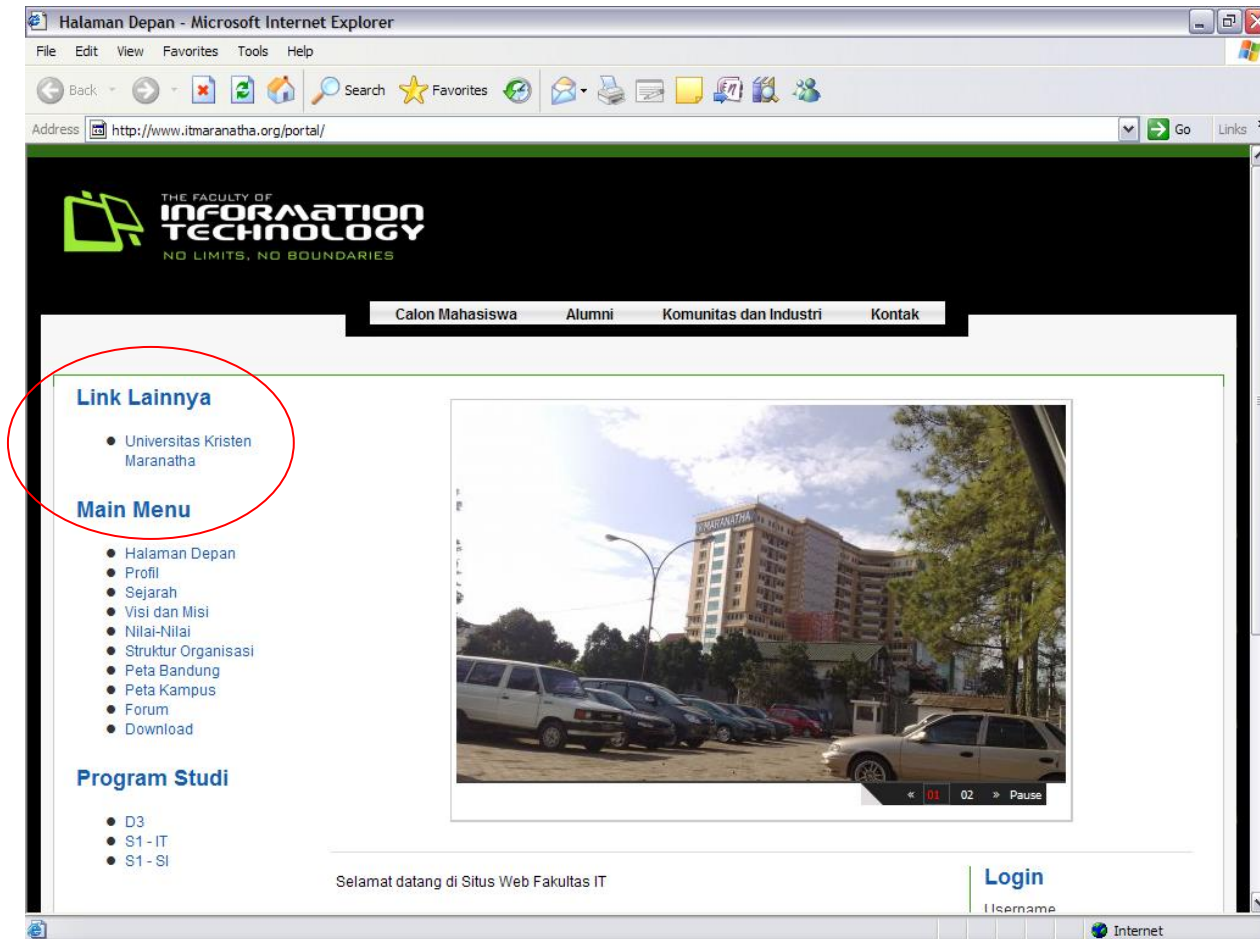 Halaman Depan - Microsoft Internet Explorer
File Edit View Favorites Tools Help
Back Search Favorites
Address http://www.itmaranatha.org/portal/ Go Links
THE FACULTY OF
INFORMATION
TECHNOLOGY
NO LIMITS, NO BOUNDARIES
Calon Mahasiswa Alumni Komunitas dan Industri Kontak
Link Lainnya
Universitas Kristen
Maranatha
Main Menu
Halaman Depan
Profil
Sejarah
Visi dan Misi
Nilai-Nilai
Struktur Organisasi
Peta Bandung
Peta Kampus
Forum
Download
Program Studi
D3
S1 - IT
S1 - SI
MARANATHA
« 01 02 » Pause
Selamat datang di Situs Web Fakultas IT
Login
Username
Internet